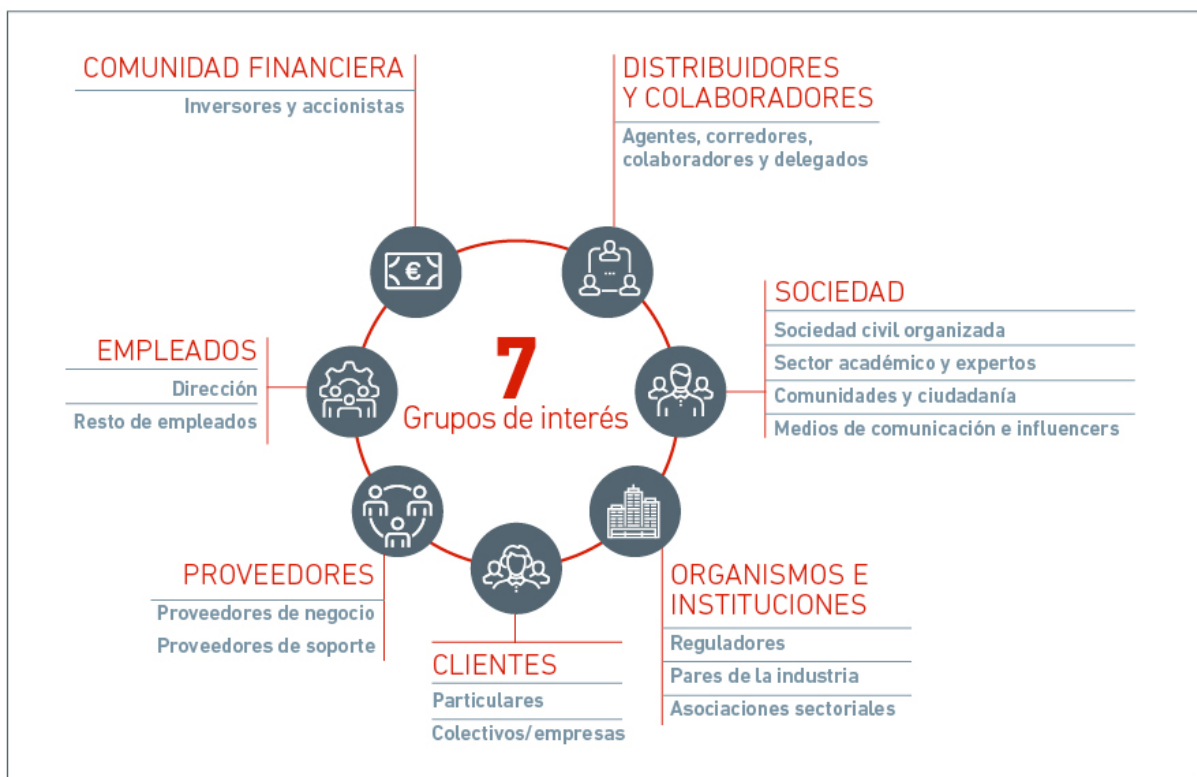 COMUNIDAD FINANCIERA
Inversores y accionistas
DISTRIBUIDORES
Y COLABORADORES
Agentes, corredores,
colaboradores y delegados
SOCIEDAD
Sociedad civil organizada
Sector académico y expertos
Comunidades y ciudadanía
Medios de comunicación e influencers
EMPLEADOS
Dirección
Resto de empleados
7
Grupos de interés
€
...
PROVEEDORES
Proveedores de negocio
Proveedores de soporte
CLIENTES
Particulares
Colectivos/empresas
ORGANISMOS E
INSTITUCIONES
Reguladores
Pares de la industria
Asociaciones sectoriales